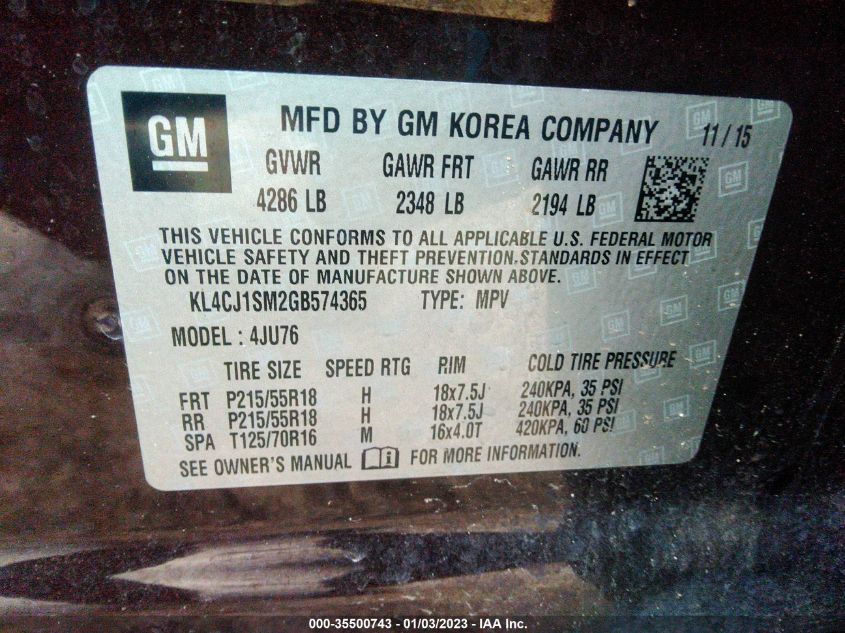 GM
MFD BY GM KOREA COMPANY 11/15
GVWR GAWR FRT GAWR RR
4286 LB 2348 LB 2194 LB
THIS VEHICLE CONFORMS TO ALL APPLICABLE U.S. FEDERAL MOTOR
VEHICLE SAFETY AND THEFT PREVENTION.STANDARDS IN EFFECT
ON THE DATE OF MANUFACTURE SHOWN ABOVE.
KL4CJ1SM2GB574365 TYPE: MPV
MODEL : 4JU76
TIRE SIZE SPEED RTG RIM COLD TIRE PRESSURE
FRT P215/55R18 H 18x7.5J 240KPA, 35 PSI
RR P215/55R18 H 18x7.5J 240KPA, 35 PSI
SPA T125/70R16 M 16x4.0T 420KPA, 60 PSI
SEE OWNER'S MANUAL FOR MORE INFORMATION.
000-35500743 — 01/03/2023 — IAA Inc.